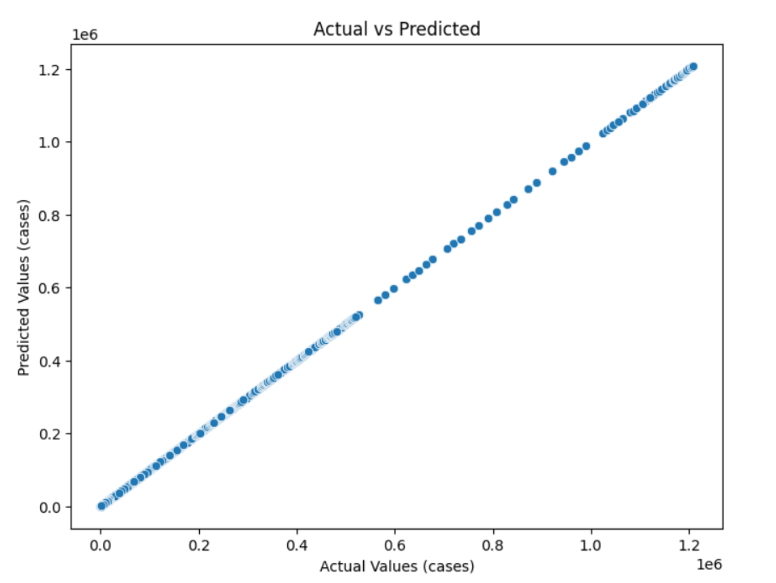 Actual vs Predicted
1e6
1.2
1.0
0.8
0.6
0.4
0.2
0.0
Predicted Values (cases)
0.0 0.2 0.4 0.6 0.8 1.0 1.2
1e6
Actual Values (cases)